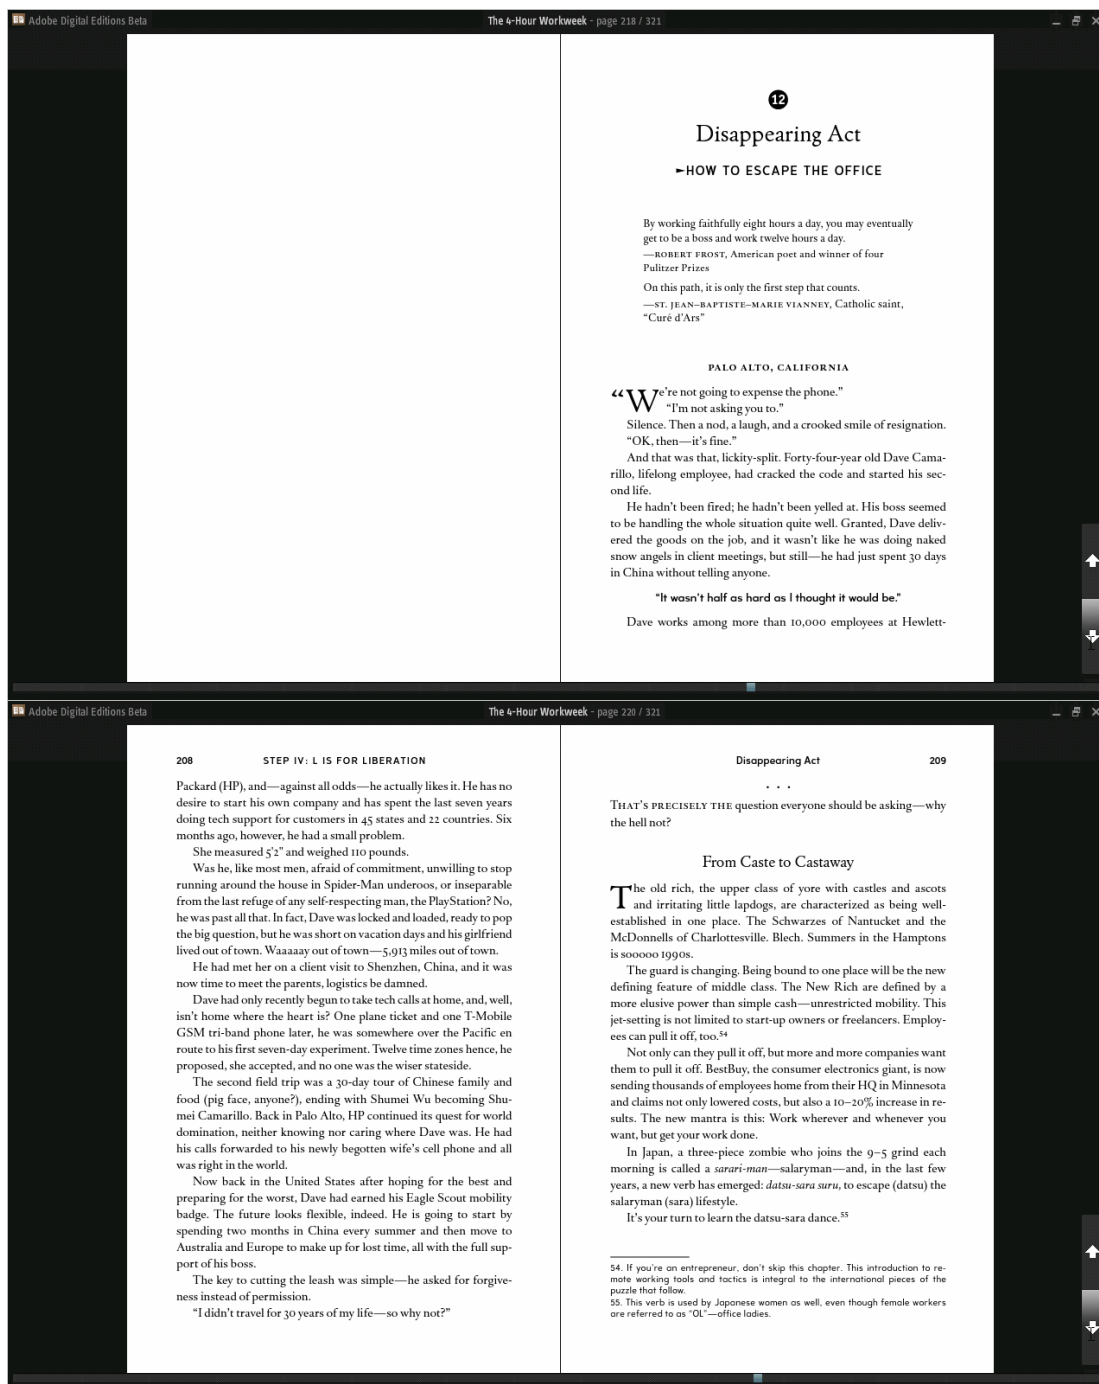 Adobe Digital Editions Beta
The 4-Hour Workweek - page 218 / 321
12
Disappearing Act
►HOW TO ESCAPE THE OFFICE
By working faithfully eight hours a day, you may eventually
get to be a boss and work twelve hours a day.
—ROBERT FROST, American poet and winner of four
Pulitzer Prizes
On this path, it is only the first step that counts.
—ST. JEAN–BAPTISTE–MARIE VIANNEY, Catholic saint,
“Curé d’Ars”
PALO ALTO, CALIFORNIA
“We’re not going to expense the phone.”
“I’m not asking you to.”
Silence. Then a nod, a laugh, and a crooked smile of resignation.
“OK, then—it’s fine.”
And that was that, lickity-split. Forty-four-year old Dave Cama-
rillo, lifelong employee, had cracked the code and started his sec-
ond life.
He hadn’t been fired; he hadn’t been yelled at. His boss seemed
to be handling the whole situation quite well. Granted, Dave deliv-
ered the goods on the job, and it wasn’t like he was doing naked
snow angels in client meetings, but still—he had just spent 30 days
in China without telling anyone.
“It wasn’t half as hard as I thought it would be.”
Dave works among more than 10,000 employees at Hewlett-
Adobe Digital Editions Beta
The 4-Hour Workweek - page 220 / 321
208 STEP IV: L IS FOR LIBERATION
Packard (HP), and—against all odds—he actually likes it. He has no
desire to start his own company and has spent the last seven years
doing tech support for customers in 45 states and 22 countries. Six
months ago, however, he had a small problem.
She measured 5′2″ and weighed 110 pounds.
Was he, like most men, afraid of commitment, unwilling to stop
running around the house in Spider-Man underoos, or inseparable
from the last refuge of any self-respecting man, the PlayStation? No,
he was past all that. In fact, Dave was locked and loaded, ready to pop
the big question, but he was short on vacation days and his girlfriend
lived out of town. Waaaaay out of town—5,913 miles out of town.
He had met her on a client visit to Shenzhen, China, and it was
now time to meet the parents, logistics be damned.
Dave had only recently begun to take tech calls at home, and, well,
isn’t home where the heart is? One plane ticket and one T-Mobile
GSM tri-band phone later, he was somewhere over the Pacific en
route to his first seven-day experiment. Twelve time zones hence, he
proposed, she accepted, and no one was the wiser stateside.
The second field trip was a 30-day tour of Chinese family and
food (pig face, anyone?), ending with Shumei Wu becoming Shu-
mei Camarillo. Back in Palo Alto, HP continued its quest for world
domination, neither knowing nor caring where Dave was. He had
his calls forwarded to his newly begotten wife’s cell phone and all
was right in the world.
Now back in the United States after hoping for the best and
preparing for the worst, Dave had earned his Eagle Scout mobility
badge. The future looks flexible, indeed. He is going to start by
spending two months in China every summer and then move to
Australia and Europe to make up for lost time, all with the full sup-
port of his boss.
The key to cutting the leash was simple—he asked for forgive-
ness instead of permission.
“I didn’t travel for 30 years of my life—so why not?”
Disappearing Act 209
• • •
THAT’S PRECISELY THE question everyone should be asking—why
the hell not?
From Caste to Castaway
The old rich, the upper class of yore with castles and ascots
and irritating little lapdogs, are characterized as being well-
established in one place. The Schwarzes of Nantucket and the
McDonnells of Charlottesville. Blech. Summers in the Hamptons
is sooooo 1990s.
The guard is changing. Being bound to one place will be the new
defining feature of middle class. The New Rich are defined by a
more elusive power than simple cash—unrestricted mobility. This
jet-setting is not limited to start-up owners or freelancers. Employ-
ees can pull it off, too.54
Not only can they pull it off, but more and more companies want
them to pull it off. BestBuy, the consumer electronics giant, is now
sending thousands of employees home from their HQ in Minnesota
and claims not only lowered costs, but also a 10–20% increase in re-
sults. The new mantra is this: Work wherever and whenever you
want, but get your work done.
In Japan, a three-piece zombie who joins the 9–5 grind each
morning is called a sarari-man—salaryman—and, in the last few
years, a new verb has emerged: datsu-sara suru, to escape (datsu) the
salaryman (sara) lifestyle.
It’s your turn to learn the datsu-sara dance.55
54. If you’re an entrepreneur, don’t skip this chapter. This introduction to re-
mote working tools and tactics is integral to the international pieces of the
puzzle that follow.
55. This verb is used by Japanese women as well, even though female workers
are referred to as “OL”—office ladies.